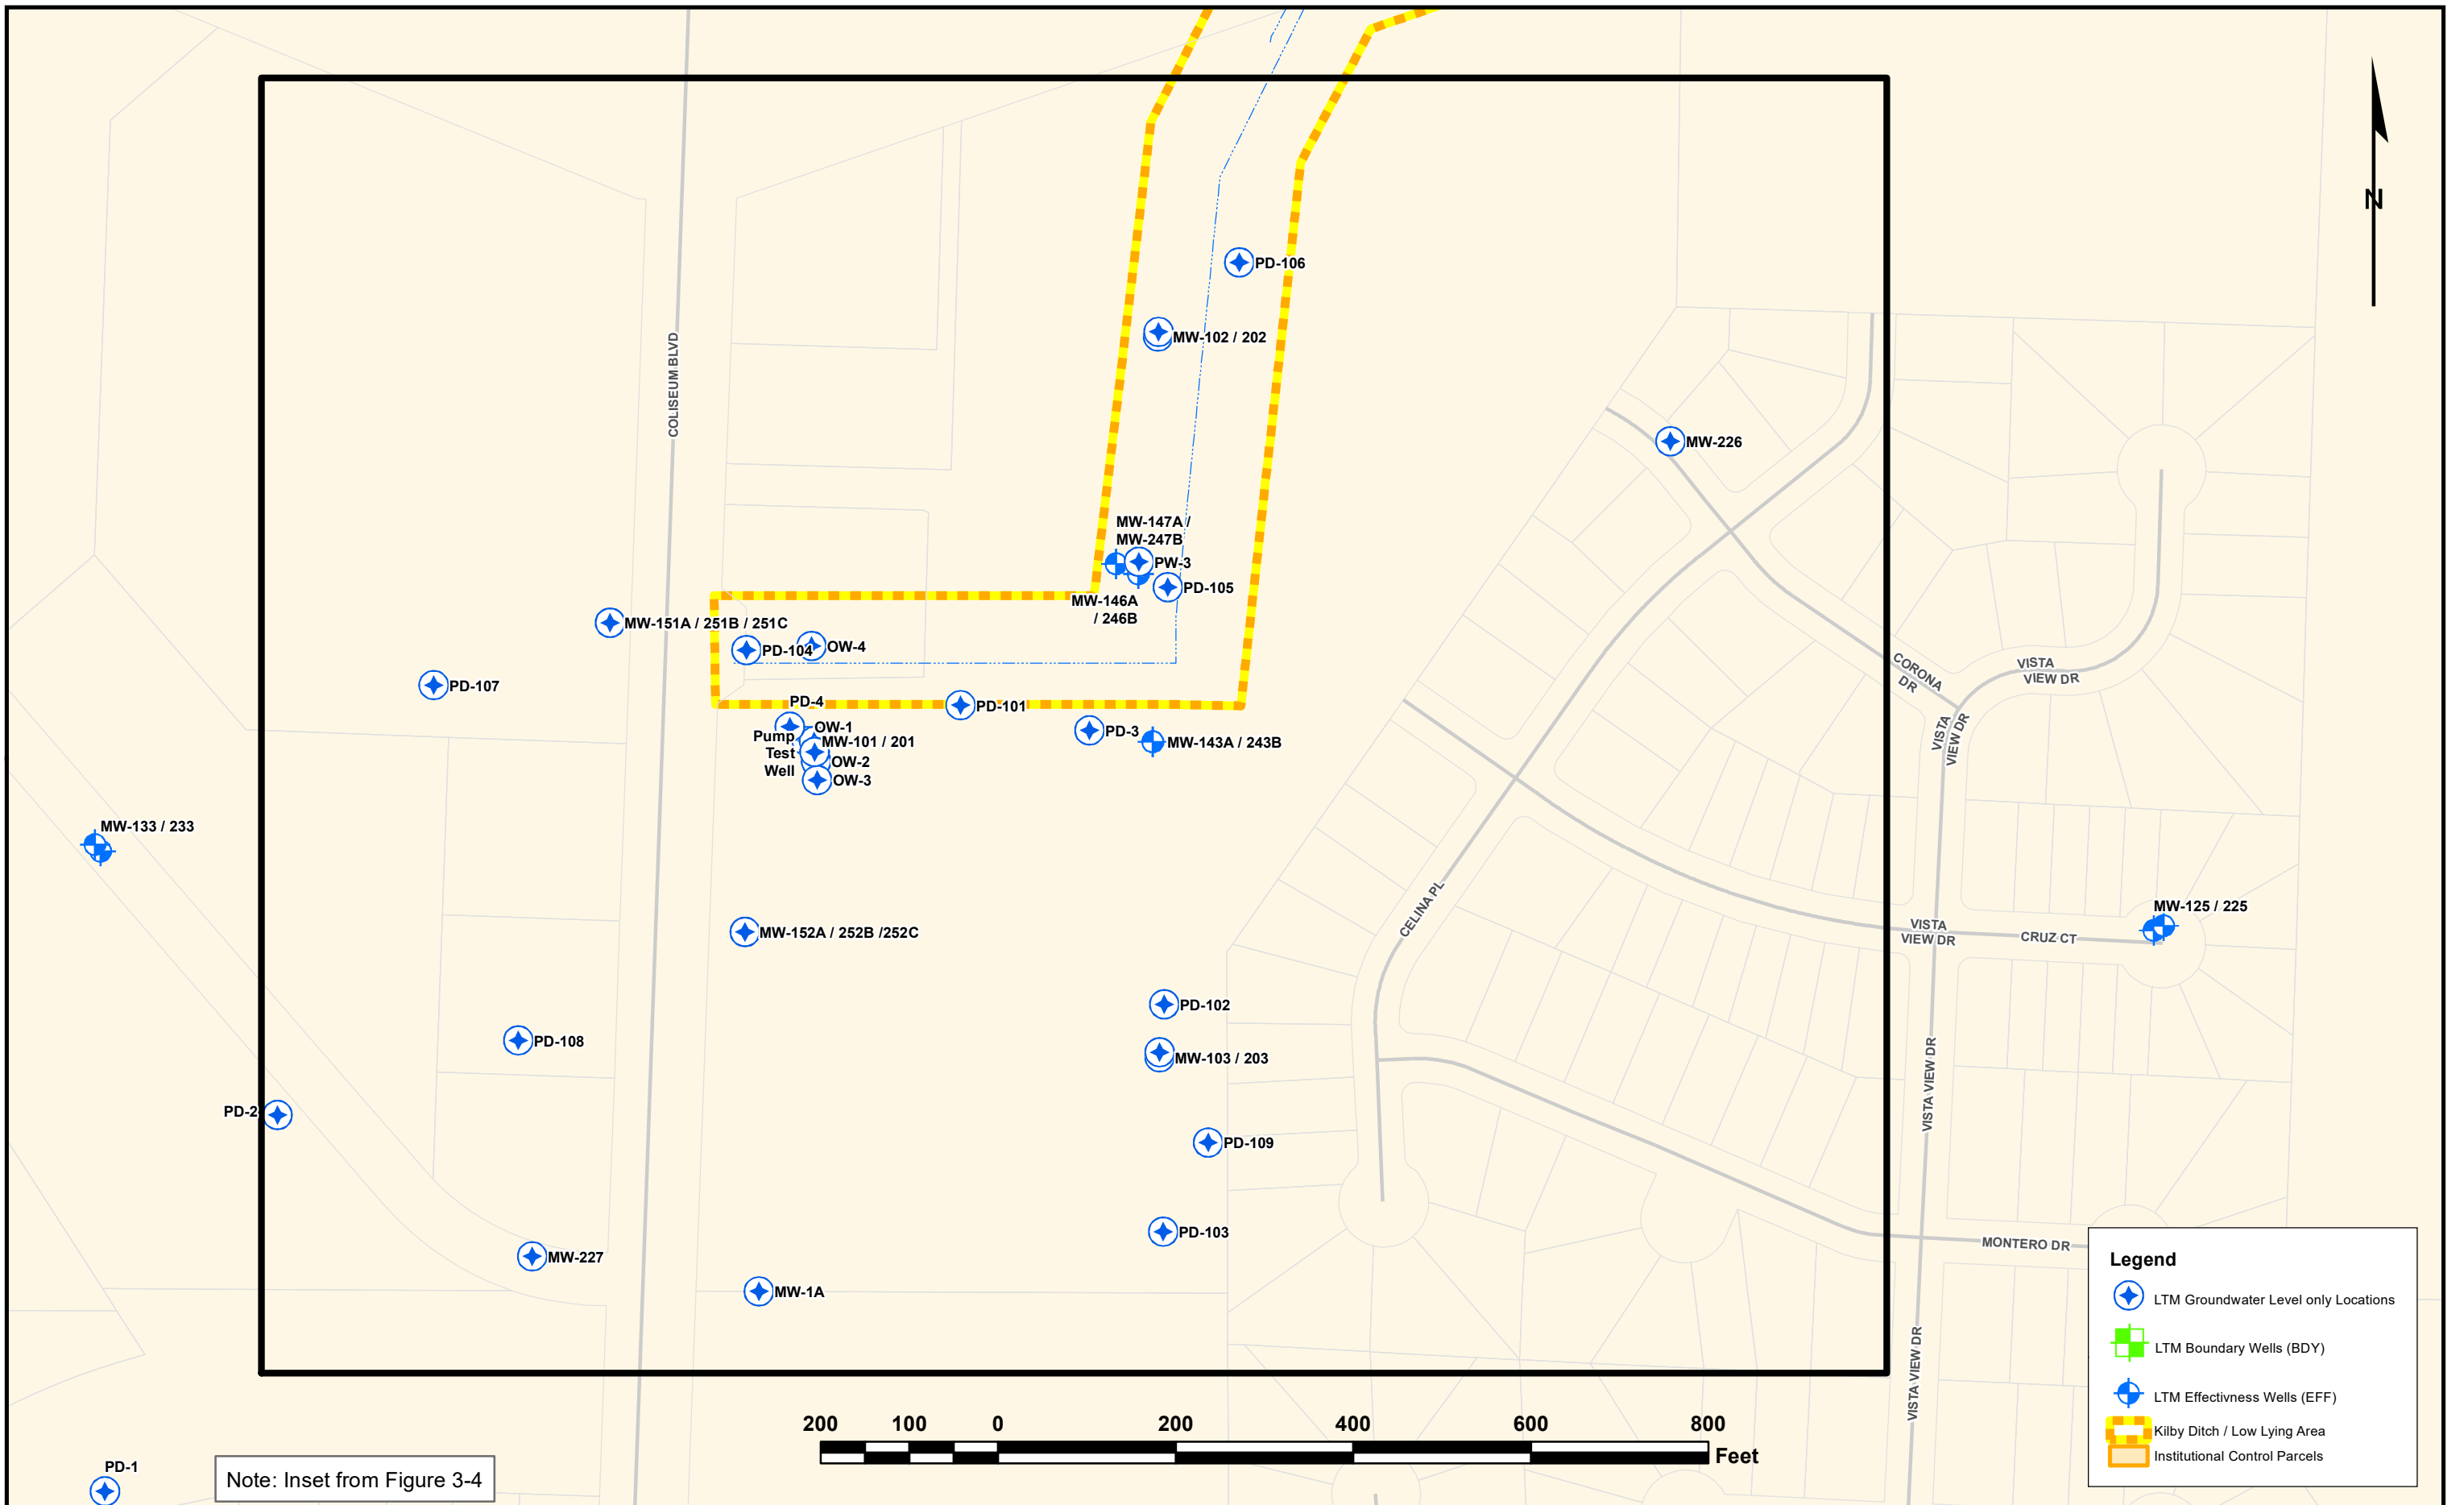 N
PD-106
MW-102 / 202
COLISEUM BLVD
MW-226
MW-147A /
MW-247B
PW-3
PD-105
MW-146A
/ 246B
MW-151A / 251B / 251C
PD-104
OW-4
PD-107
PD-4
PD-101
OW-1
PD-3
Pump
Test
Well
MW-101 / 201
MW-143A / 243B
OW-2
OW-3
CORONA
DR
VISTA
VIEW DR
VISTA
VIEW DR
MW-133 / 233
CELINA PL
MW-152A / 252B /252C
MW-125 / 225
VISTA
VIEW DR
CRUZ CT
PD-102
PD-108
MW-103 / 203
VISTA VIEW DR
PD-2
PD-109
PD-103
MW-227
MONTERO DR
MW-1A
VISTA VIEW DR
Legend
LTM Groundwater Level only Locations
LTM Boundary Wells (BDY)
LTM Effectivness Wells (EFF)
Kilby Ditch / Low Lying Area
Institutional Control Parcels
200 100 0 200 400 600 800
Feet
PD-1
Note: Inset from Figure 3-4